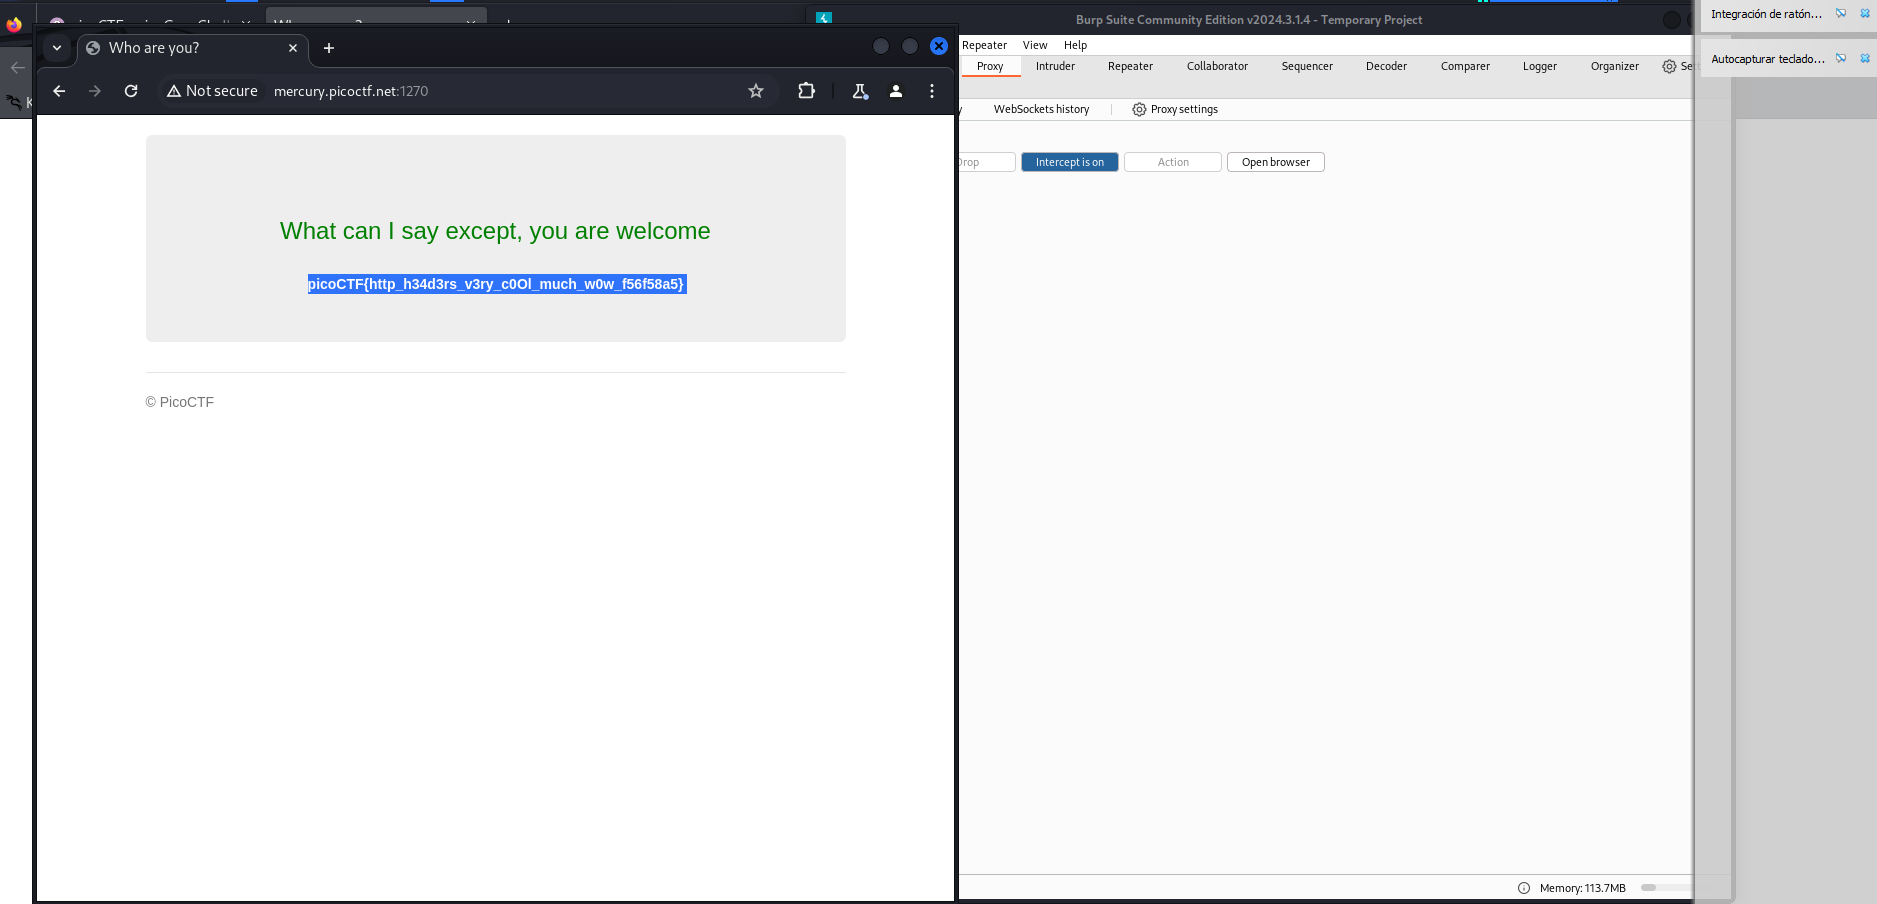 Who are you?
Not secure
mercury.picoctf.net:1270
What can I say except, you are welcome
picoCTF{http_h34d3rs_v3ry_c0Ol_much_w0w_f56f58a5}
© PicoCTF
Burp Suite Community Edition v2024.3.1.4 - Temporary Project
Repeater View Help
Proxy Intruder Repeater Collaborator Sequencer Decoder Comparer Logger Organizer
WebSockets history Proxy settings
Intercept is on Action Open browser
Memory: 113.7MB
Integración de ratón...
Autocapturar teclado...